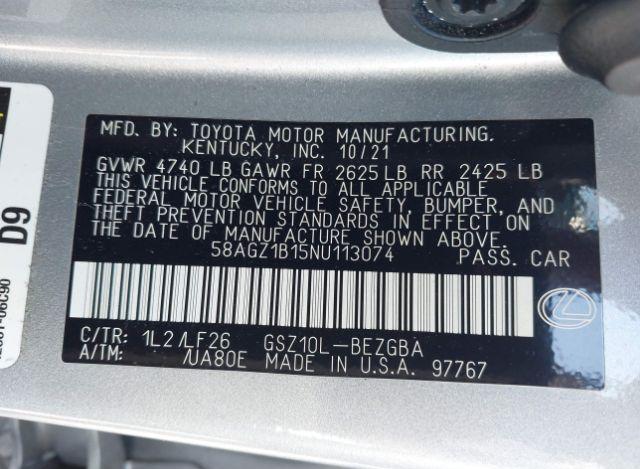 MFD. BY: TOYOTA MOTOR MANUFACTURING.
KENTUCKY, INC. 10/21
GVWR 4740 LB GAWR FR 2625 LB RR 2425 LB
THIS VEHICLE CONFORMS TO ALL APPLICABLE
FEDERAL MOTOR VEHICLE SAFETY, BUMPER, AND
THEFT PREVENTION STANDARDS IN EFFECT ON
THE DATE OF MANUFACTURE SHOWN ABOVE.
58AGZ1B15NU113074 PASS. CAR
C/TR: 1L2 /LF26 GSZ10L-BEZGBA
A/TM: /UA80E MADE IN U.S.A. 97767
D9